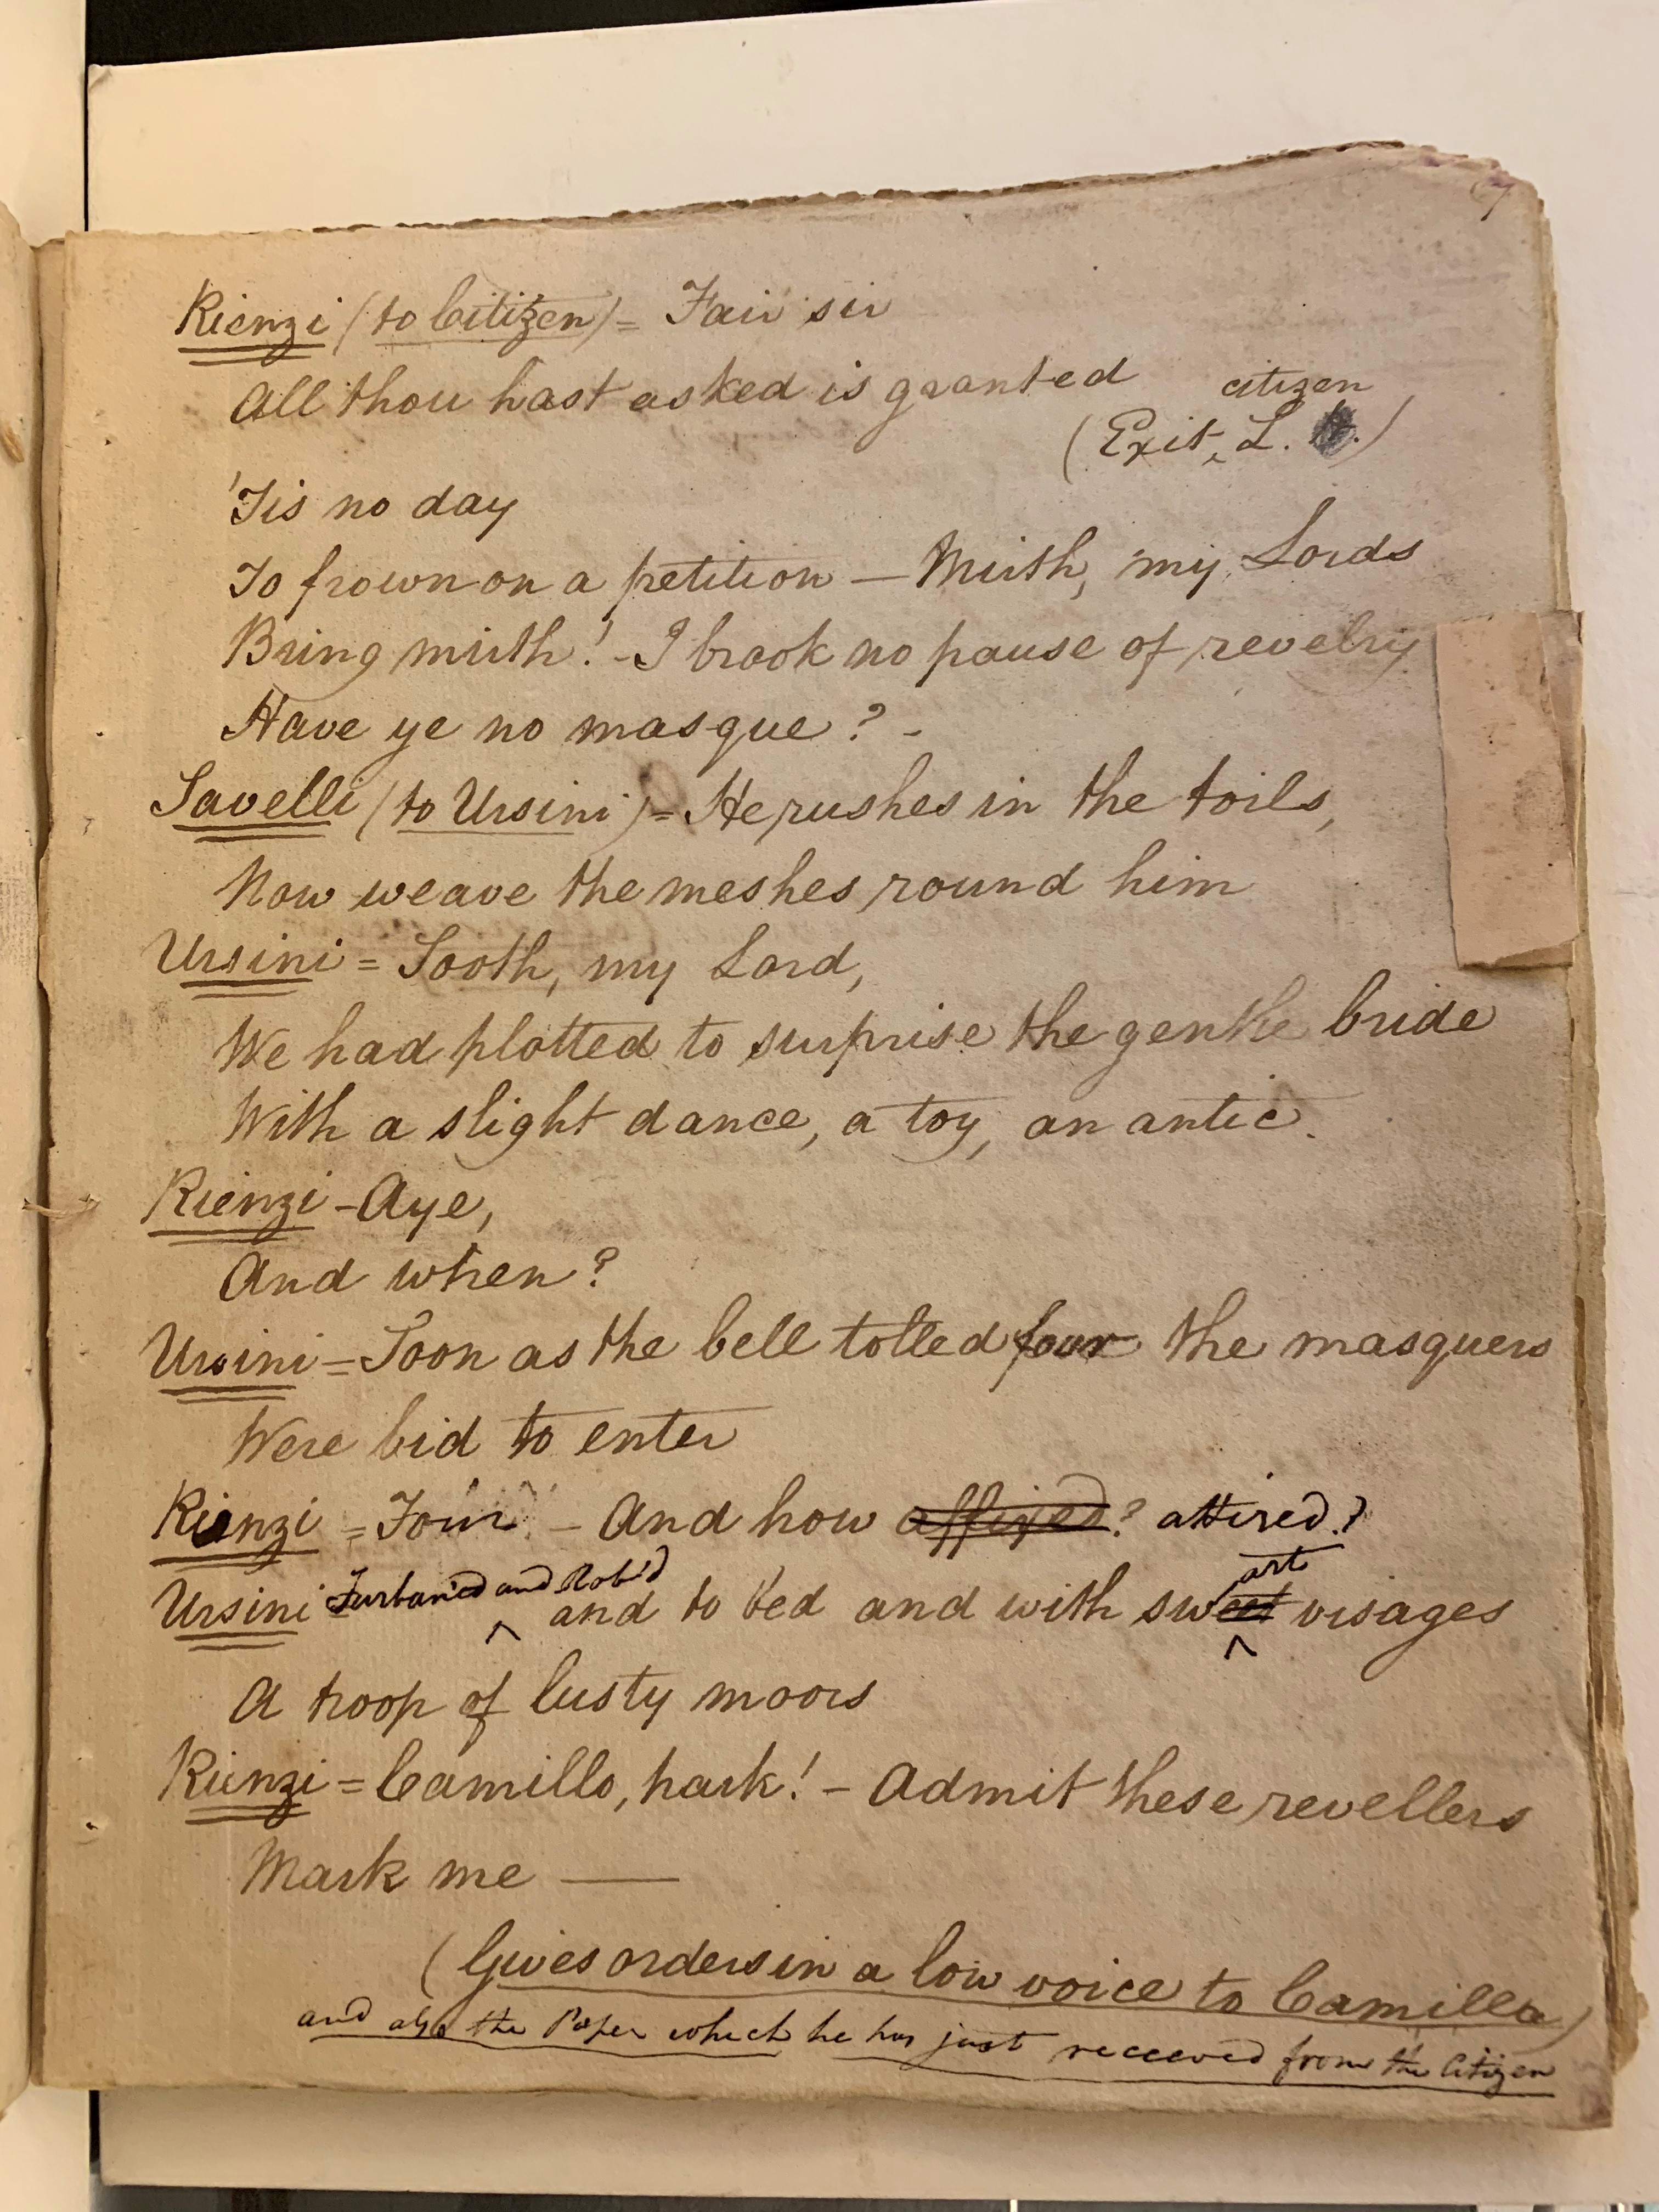 Rienzi (to Citizen) = Fair sir
All thou hast asked is granted
citizen
(Exit, ‸ L. )
'Tis no day
To frown on a petition — Mirth, my Lords
Bring mirth! - I brook no pause of revelry
Have ye no masque? -
Savelli (to Ursini) = He rushes in the toils,
Now weave the meshes round him
Ursini = Sooth, my Lord,
We had plotted to surprise the gentle bride
With a slight dance, a toy, an antic.
Rienzi - Aye,
And when?
Ursini = Soon as the bell tolled four the masquers
Were bid to enter
Rienzi = Four - And how affixed? attired?
Turbaned and Rob'd art
Ursini ‸ and to bed and with sweet ‸ visages
A troop of lusty moors
Rienzi = Camillo, hark! - Admit these revellers
Mark me —
(Gives orders in a low voice to Camillo)
and also the Paper which he has just received from the Citizen